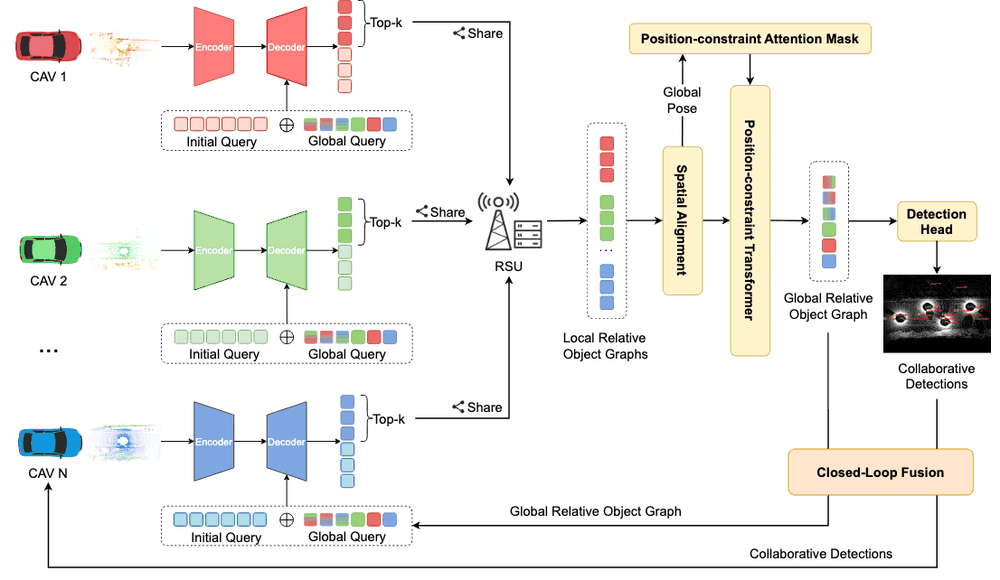 CAV 1
Encoder
Decoder
Top-k
Share
Initial Query
Global Query
CAV 2
Encoder
Decoder
Top-k
Share
Initial Query
Global Query
...
CAV N
Encoder
Decoder
Top-k
Share
Initial Query
Global Query
RSU
...
Local Relative
Object Graphs
Position-constraint Attention Mask
Global
Pose
Spatial Alignment
Position-constraint Transformer
Global Relative
Object Graph
Detection
Head
Collaborative
Detections
Closed-Loop Fusion
Global Relative Object Graph
Collaborative Detections